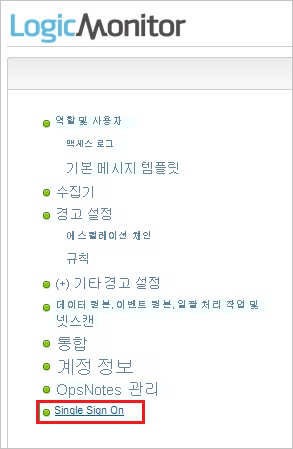 LogicMonitor
역할 및 사용자
액세스 로그
기본 메시지 템플릿
수집기
경고 설정
에스컬레이션 체인
규칙
(+) 기타 경고 설정
데이터 원본, 이벤트 원본, 일괄 처리 작업 및
넷스캔
통합
계정 정보
OpsNotes 관리
Single Sign On